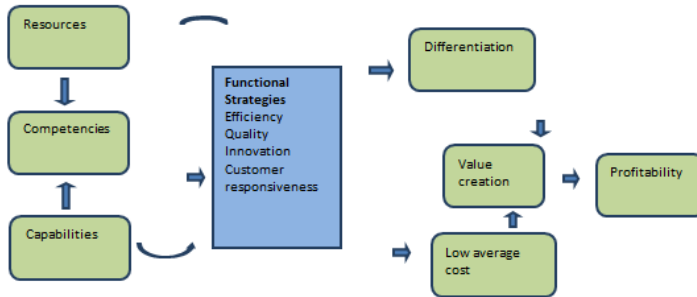 Resources
Competencies
Capabilities
Functional
Strategies
Efficiency
Quality
Innovation
Customer
responsiveness
Differentiation
Value
creation
Low average
cost
Profitability